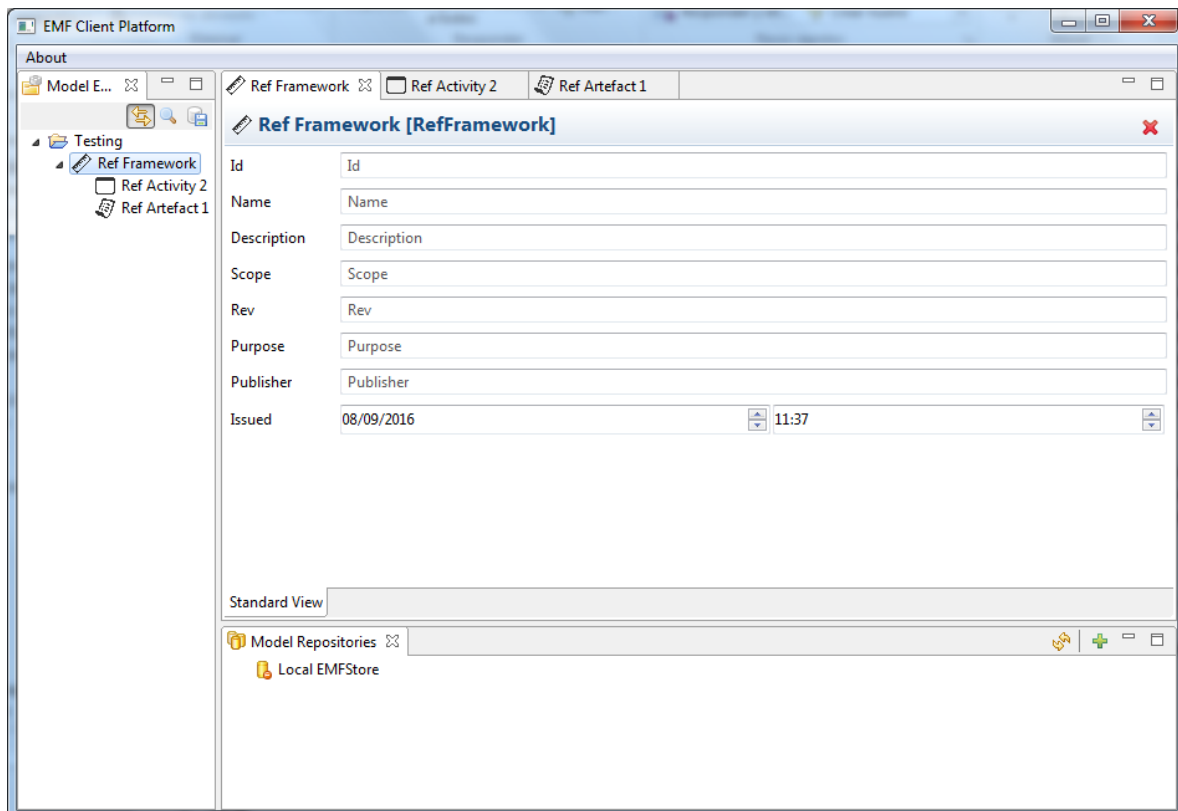 EMF Client Platform
About
Model E...
Testing
Ref Framework
Ref Activity 2
Ref Artefact 1
Ref Framework Ref Activity 2 Ref Artefact 1
Ref Framework [RefFramework]
Id Id
Name Name
Description Description
Scope Scope
Rev Rev
Purpose Purpose
Publisher Publisher
Issued 08/09/2016 11:37
Standard View
Model Repositories
Local EMFStore